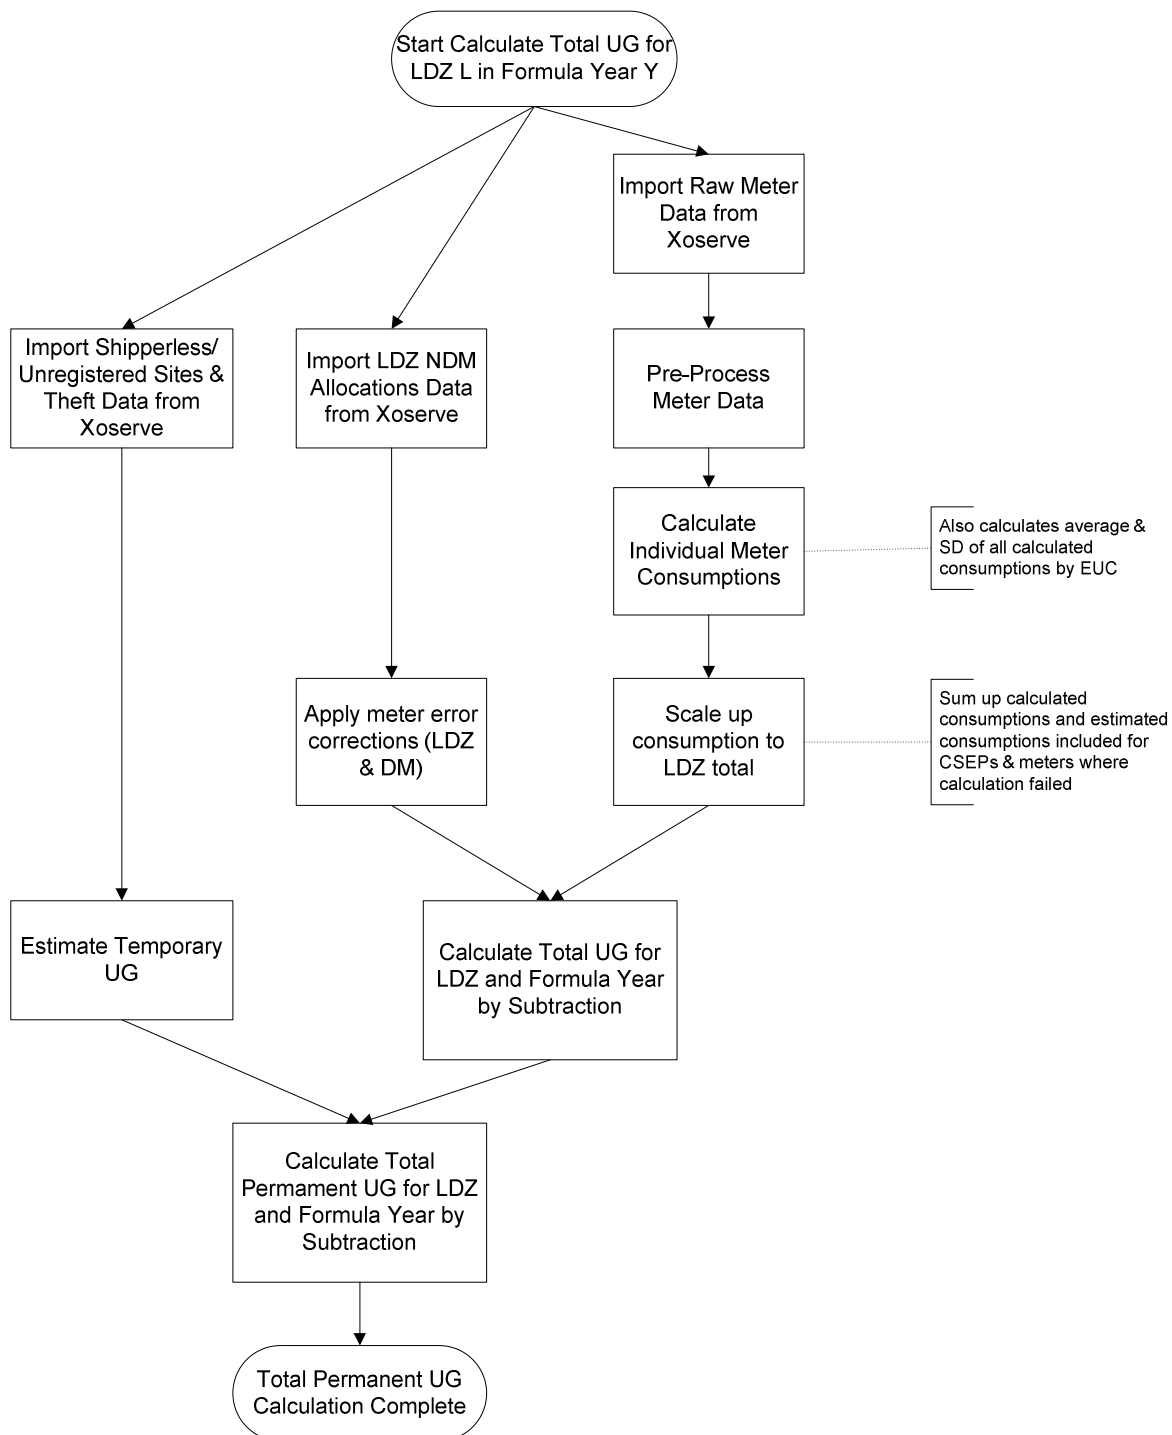 Start Calculate Total UG for
LDZ L in Formula Year Y
Import Raw Meter
Data from
Xoserve
Import Shipperless/
Unregistered Sites &
Theft Data from
Xoserve
Import LDZ NDM
Allocations Data
from Xoserve
Pre-Process
Meter Data
Calculate
Individual Meter
Consumptions
Also calculates average &
SD of all calculated
consumptions by EUC
Apply meter error
corrections (LDZ
& DM)
Scale up
consumption to
LDZ total
Sum up calculated
consumptions and estimated
consumptions included for
CSEPs & meters where
calculation failed
Estimate Temporary
UG
Calculate Total UG for
LDZ and Formula Year
by Subtraction
Calculate Total
Permament UG for LDZ
and Formula Year by
Subtraction
Total Permanent UG
Calculation Complete